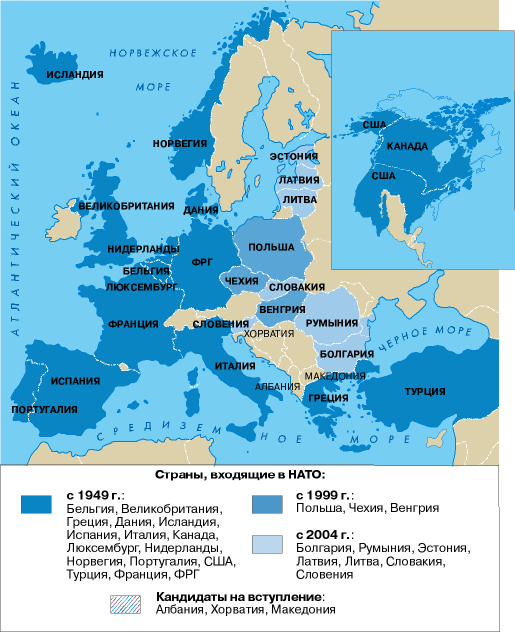 НОРВЕЖСКОЕ
МОРЕ
ИСЛАНДИЯ
АТЛАНТИЧЕСКИЙ ОКЕАН
США
КАНАДА
США
НОРВЕГИЯ
ЭСТОНИЯ
ЛАТВИЯ
ЛИТВА
ВЕЛИКОБРИТАНИЯ
ДАНИЯ
НИДЕРЛАНДЫ
ПОЛЬША
ФРГ
БЕЛЬГИЯ
ЧЕХИЯ
ЛЮКСЕМБУРГ
СЛОВАКИЯ
ВЕНГРИЯ
ФРАНЦИЯ
СЛОВЕНИЯ
РУМЫНИЯ
ХОРВАТИЯ
ЧЕРНОЕ МОРЕ
БОЛГАРИЯ
ИТАЛИЯ
ИСПАНИЯ
МАКЕДОНИЯ
АЛБАНИЯ
ТУРЦИЯ
ГРЕЦИЯ
ПОРТУГАЛИЯ
СРЕДИЗЕМНОЕ МОРЕ
Страны, входящие в НАТО:
с 1949 г.:
Бельгия, Великобритания,
Греция, Дания, Исландия,
Испания, Италия, Канада,
Люксембург, Нидерланды,
Норвегия, Португалия, США,
Турция, Франция, ФРГ
с 1999 г.:
Польша, Чехия, Венгрия
с 2004 г.:
Болгария, Румыния, Эстония,
Латвия, Литва, Словакия,
Словения
Кандидаты на вступление:
Албания, Хорватия, Македония